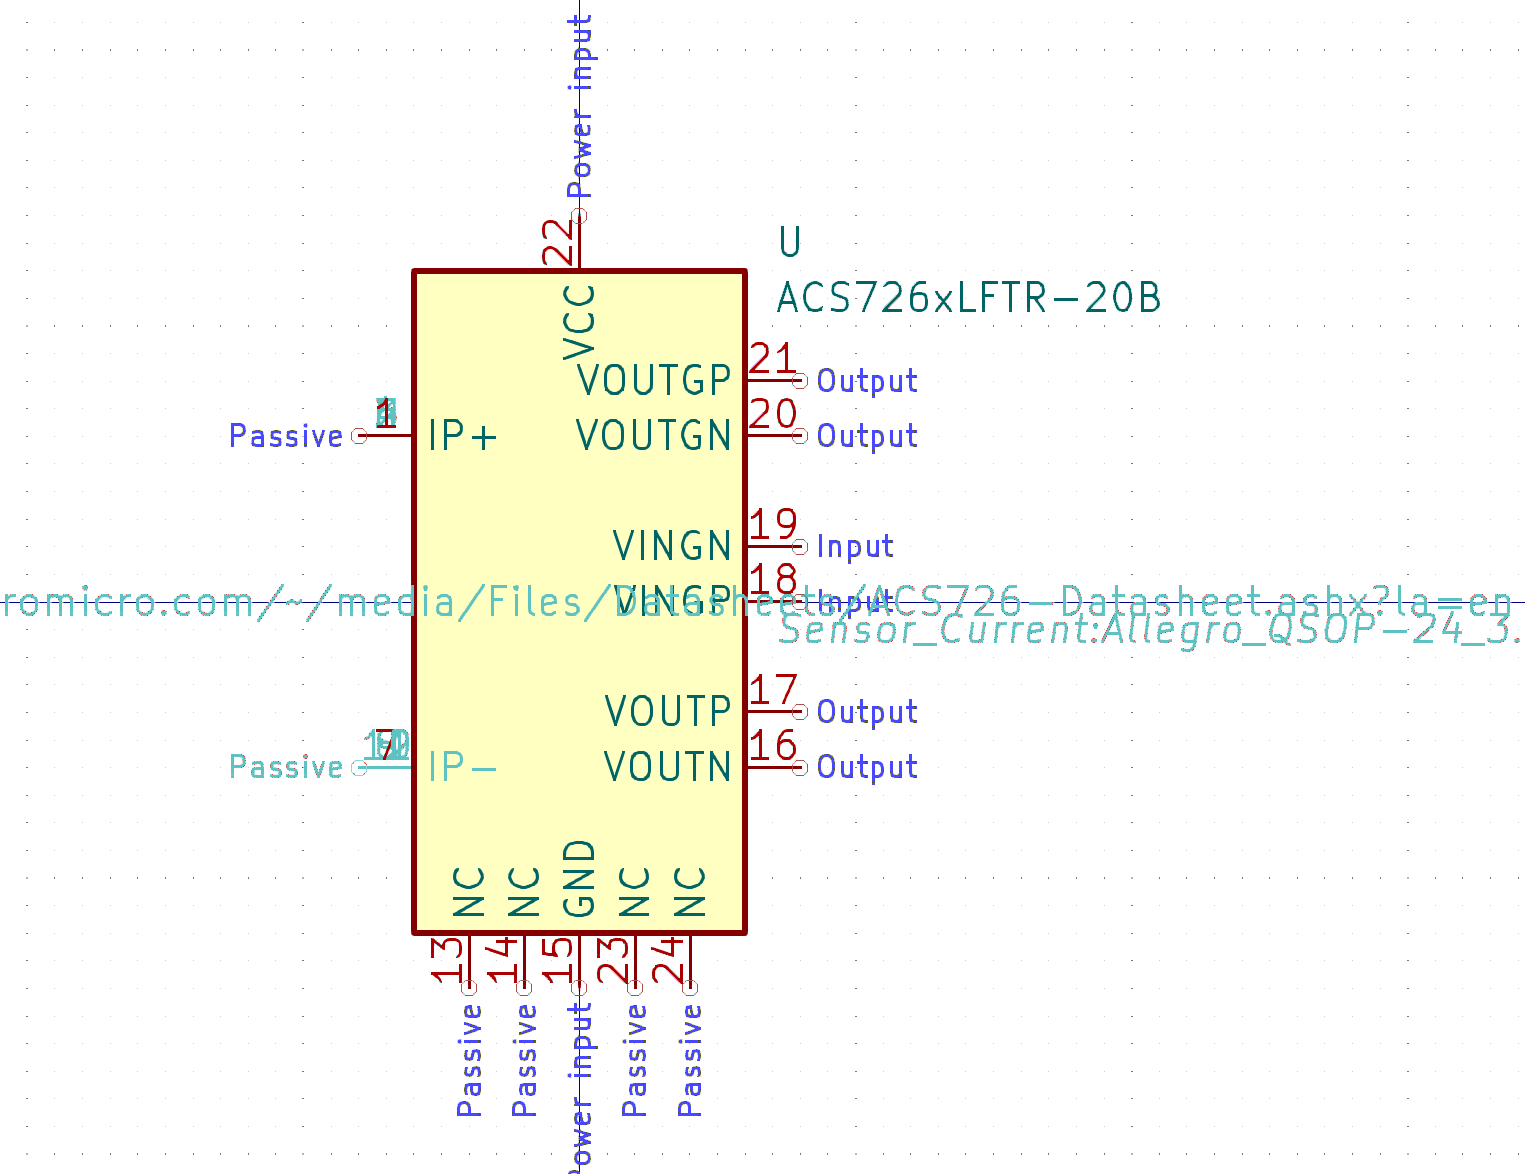 Power input
22
U
VCC
ACS726xLFTR-20B
21
VOUTGP
Output
1
20
Passive
IP+
VOUTGN
Output
19
VINGN
Input
18
VINGP
Input
romicro.com/~/media/Files/Datasheets/ACS726-Datasheet.ashx?la=en
Sensor_Current:Allegro_QSOP-24_3.
17
VOUTP
Output
7
16
Passive
IP-
VOUTN
Output
NC
NC
GND
NC
NC
13
14
15
23
24
Passive
Passive
Power input
Passive
Passive